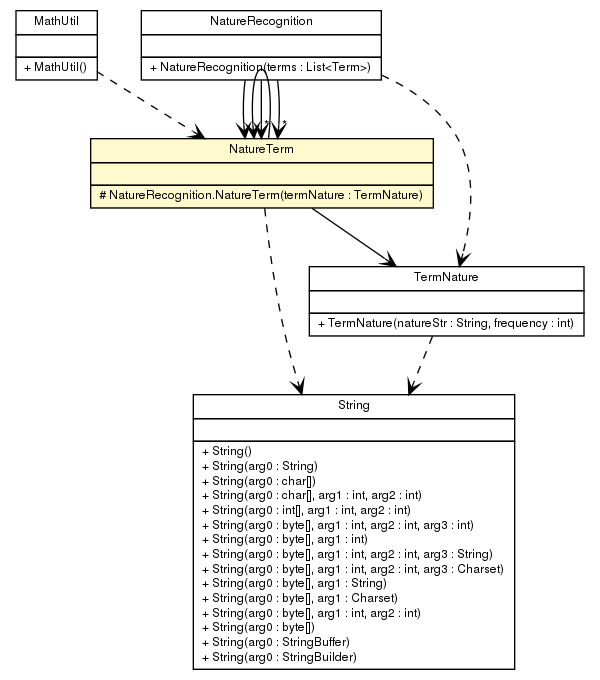 MathUtil
+ MathUtil()
NatureRecognition
+ NatureRecognition(terms : List<Term>)
* *
NatureTerm
# NatureRecognition.NatureTerm(termNature : TermNature)
TermNature
+ TermNature(natureStr : String, frequency : int)
String
+ String()
+ String(arg0 : String)
+ String(arg0 : char[])
+ String(arg0 : char[], arg1 : int, arg2 : int)
+ String(arg0 : int[], arg1 : int, arg2 : int)
+ String(arg0 : byte[], arg1 : int, arg2 : int, arg3 : int)
+ String(arg0 : byte[], arg1 : int)
+ String(arg0 : byte[], arg1 : int, arg2 : int, arg3 : String)
+ String(arg0 : byte[], arg1 : int, arg2 : int, arg3 : Charset)
+ String(arg0 : byte[], arg1 : String)
+ String(arg0 : byte[], arg1 : Charset)
+ String(arg0 : byte[], arg1 : int, arg2 : int)
+ String(arg0 : byte[])
+ String(arg0 : StringBuffer)
+ String(arg0 : StringBuilder)